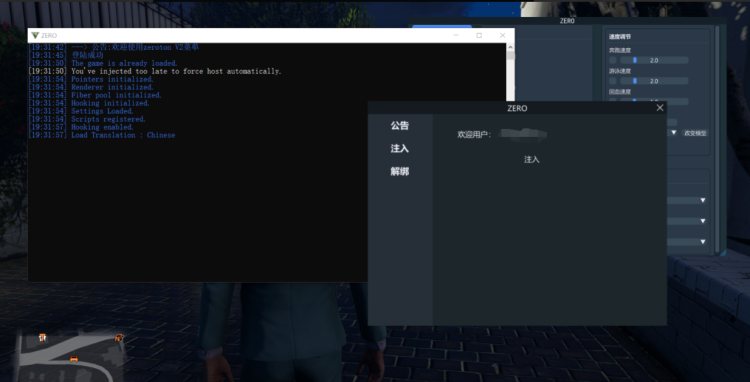 ZERO
ZERO
[19:31:42] ---> 公告:欢迎使用zeroton V2菜单
[19:31:45] 登陆成功
[19:31:50] The game is already loaded.
[19:31:50] You've injected too late to force host automatically.
[19:31:54] Pointers initialized.
[19:31:54] Renderer initialized.
[19:31:54] Fiber pool initialized.
[19:31:54] Hooking initialized.
[19:31:54] Settings Loaded.
[19:31:54] Scripts registered.
[19:31:57] Hooking enabled.
[19:31:57] Load Translation : Chinese
速度调节
奔跑速度
2.0
游泳速度
2.0
改变模型
ZERO
公告
注入
解绑
欢迎用户:
注入